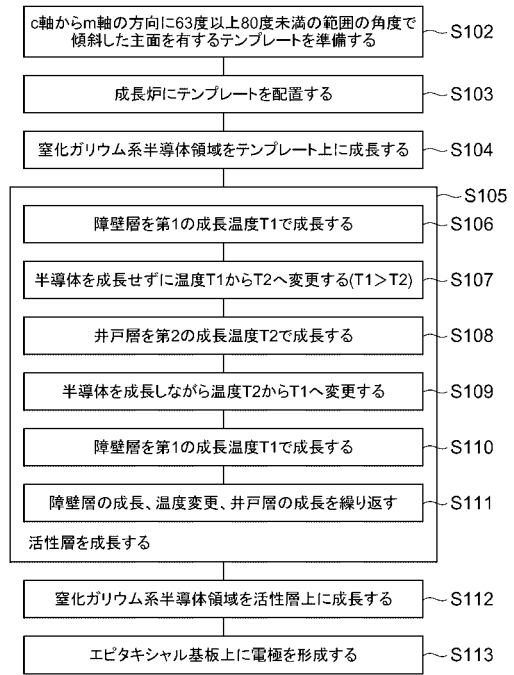 c軸からm軸の方向に63度以上80度未満の範囲の角度で
傾斜した主面を有するテンプレートを準備する
S102
成長炉にテンプレートを配置する
S103
窒化ガリウム系半導体領域をテンプレート上に成長する
S104
S105
障壁層を第1の成長温度T1で成長する
S106
半導体を成長せずに温度T1からT2へ変更する(T1>T2)
S107
井戸層を第2の成長温度T2で成長する
S108
半導体を成長しながら温度T2からT1へ変更する
S109
障壁層を第1の成長温度T1で成長する
S110
障壁層の成長、温度変更、井戸層の成長を繰り返す
S111
活性層を成長する
窒化ガリウム系半導体領域を活性層上に成長する
S112
エピタキシャル基板上に電極を形成する
S113